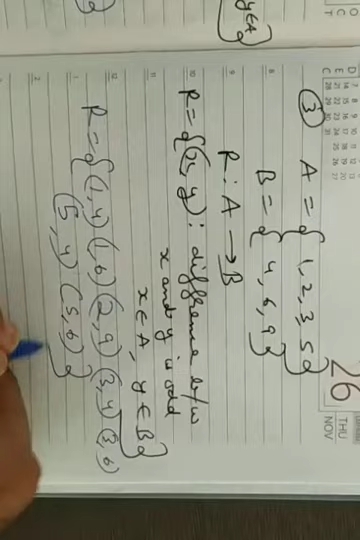 y∈A}
26
THU
NOV
③ A = {1, 2, 3, 5}
B = {4, 6, 9}
R : A → B
R = {(x, y) : difference b/w
x and y is odd
x ∈ A, y ∈ B}
R = {(1, 4) (1, 6) (2, 9) (3, 4) (3, 6)
(5, 4) (5, 6)}